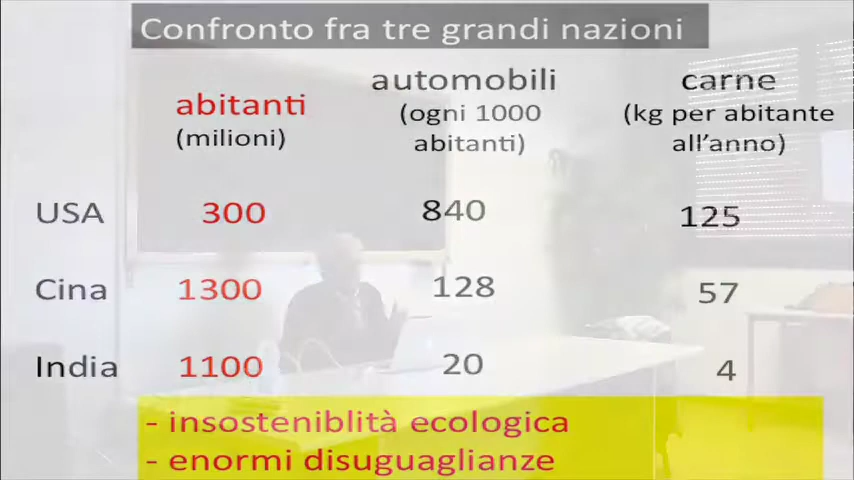 Confronto fra tre grandi nazioni
abitanti
(milioni)
automobili
(ogni 1000
abitanti)
carne
(kg per abitante
all'anno)
USA 300 840 125
Cina 1300 128 57
India 1100 20 4
- insosteniblità ecologica
- enormi disuguaglianze